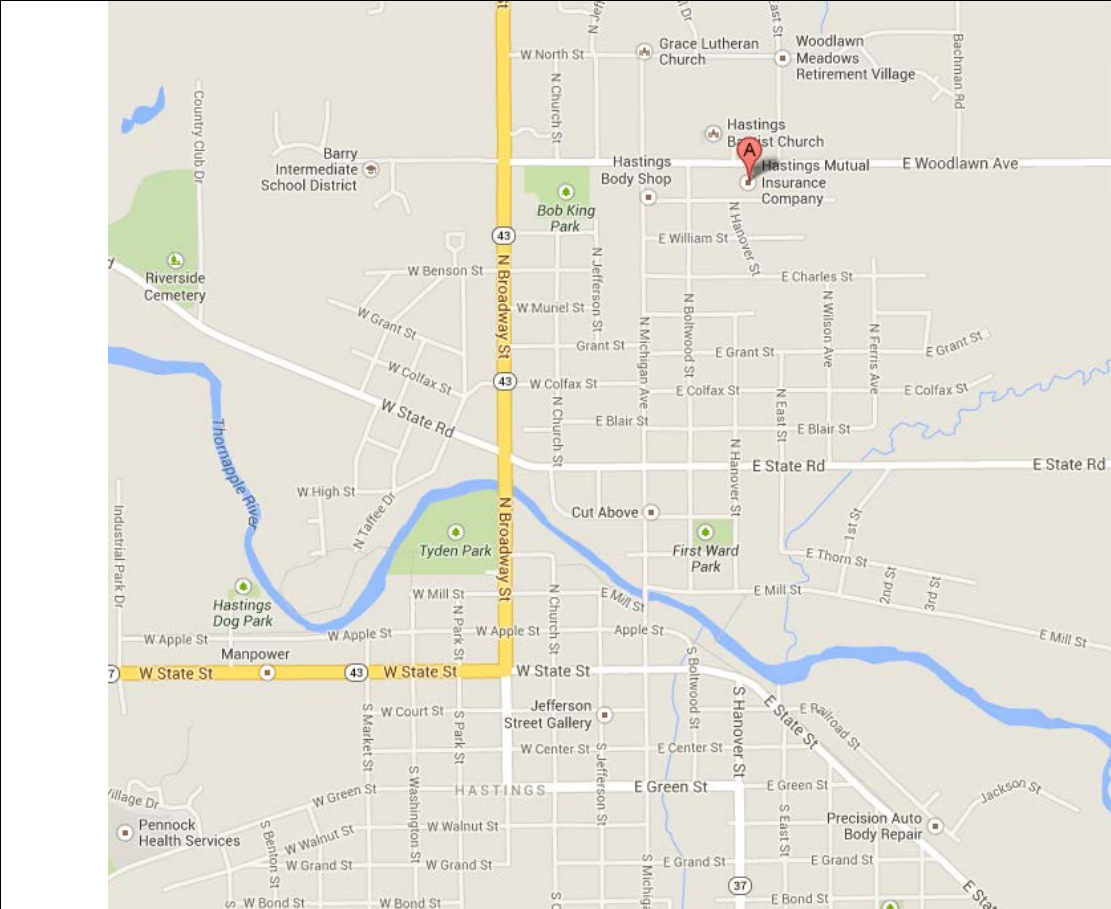 W North St
Grace Lutheran
Church
Woodlawn
Meadows
Retirement Village
Bachman Rd
Country Club Dr
N Church St
Hastings
Baptist Church
A
Barry
Intermediate
School District
Hastings
Body Shop
E Woodlawn Ave
Hastings Mutual
Insurance
Company
Bob King
Park
43
N Broadway St
N Hanover St
E William St
Riverside
Cemetery
W Benson St
N Jefferson St
E Charles St
W Grant St
W Muriel St
N Boltwood St
N Wilson Ave
N Michigan Ave
N Ferris Ave
Grant St
E Grant St
E Grant St
W Colfax St
43
W Colfax St
E Colfax St
E Colfax St
W State Rd
N Church St
N East St
E Blair St
E Blair St
Thornapple River
E State Rd
E State Rd
N Hanover St
W High St
N Taffee Dr
N Broadway St
Industrial Park Dr
Cut Above
1st St
Tyden Park
First Ward
Park
E Thorn St
2nd St
3rd St
Hastings
Dog Park
W Mill St
E Mill St
E Mill St
E Mill St
N Park St
N Church St
W Apple St
W Apple St
W Apple St
Apple St
Manpower
S Boltwood St
7
W State St
43
W State St
W State St
E State St
S Hanover St
Jefferson
Street Gallery
S Market St
W Court St
S Park St
E Railroad St
W Center St
E Center St
S Jefferson St
S Washington St
Village Dr
W Green St
HASTINGS
E Green St
E Green St
Jackson St
Pennock
Health Services
S Benton St
W Walnut St
W Walnut St
S East St
Precision Auto
Body Repair
W Grand St
W Grand St
E Grand St
E Grand St
37
W Bond St
W Bond St
E Bond St